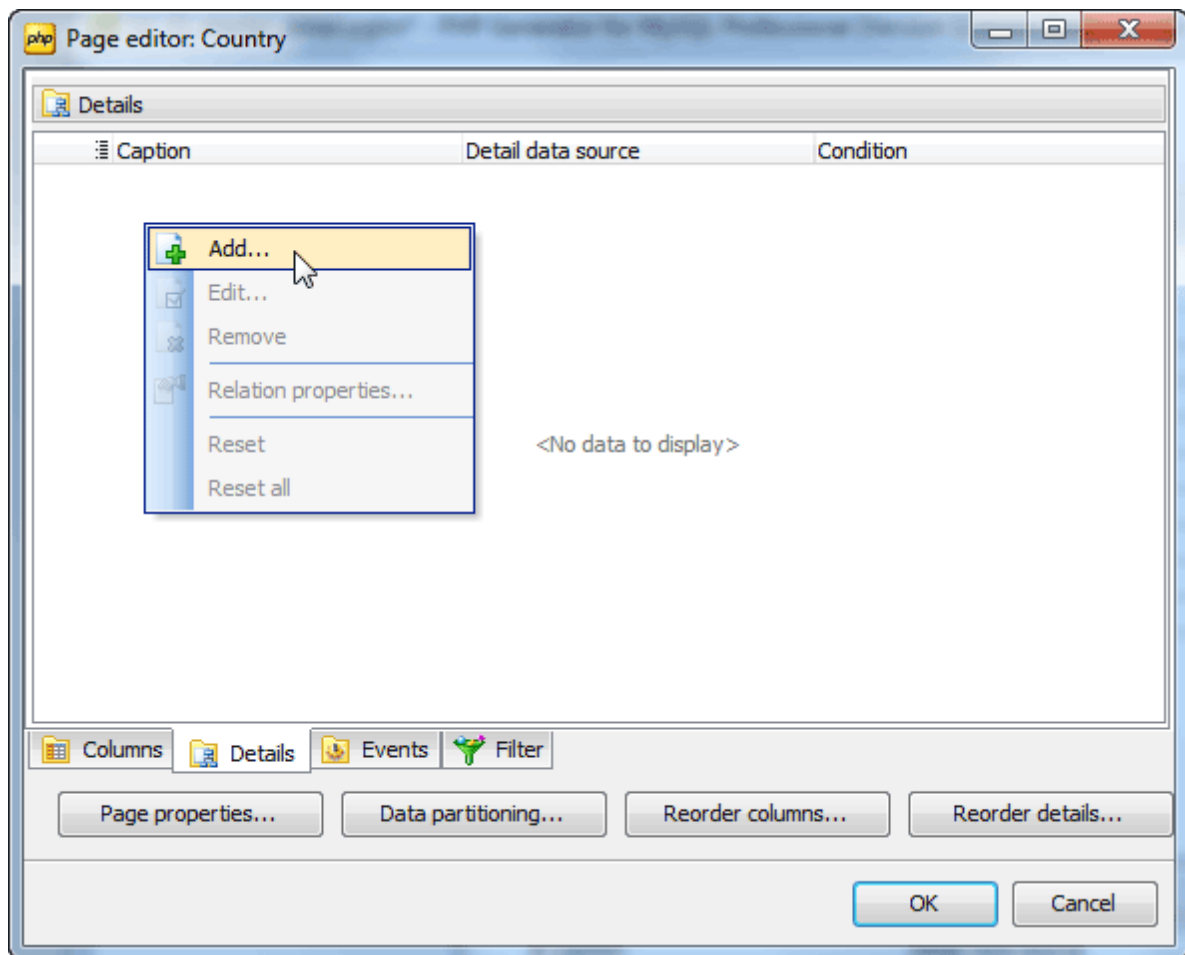 php Page editor: Country
Details
Caption Detail data source Condition
Add...
Edit...
Remove
Relation properties...
Reset
<No data to display>
Reset all
Columns Details Events Filter
Page properties... Data partitioning... Reorder columns... Reorder details...
OK Cancel